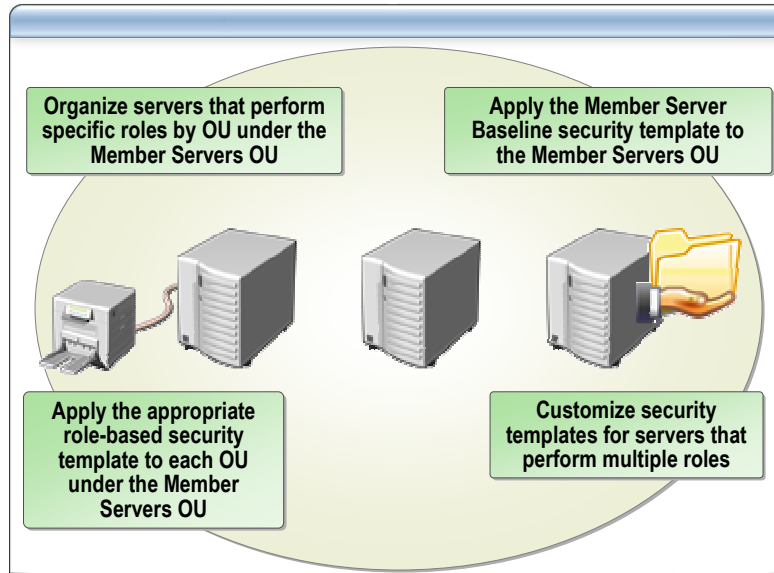 Organize servers that perform
specific roles by OU under the
Member Servers OU
Apply the Member Server
Baseline security template to
the Member Servers OU
Apply the appropriate
role-based security
template to each OU
under the Member
Servers OU
Customize security
templates for servers that
perform multiple roles